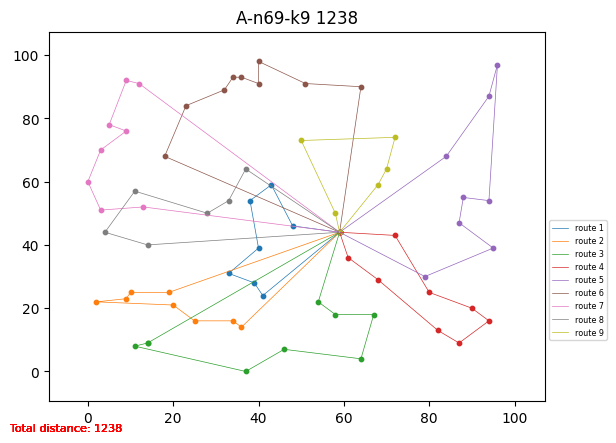 A-n69-k9 1238
100
80
60
40
20
0
0 20 40 60 80 100
route 1
route 2
route 3
route 4
route 5
route 6
route 7
route 8
route 9
Total distance: 1238